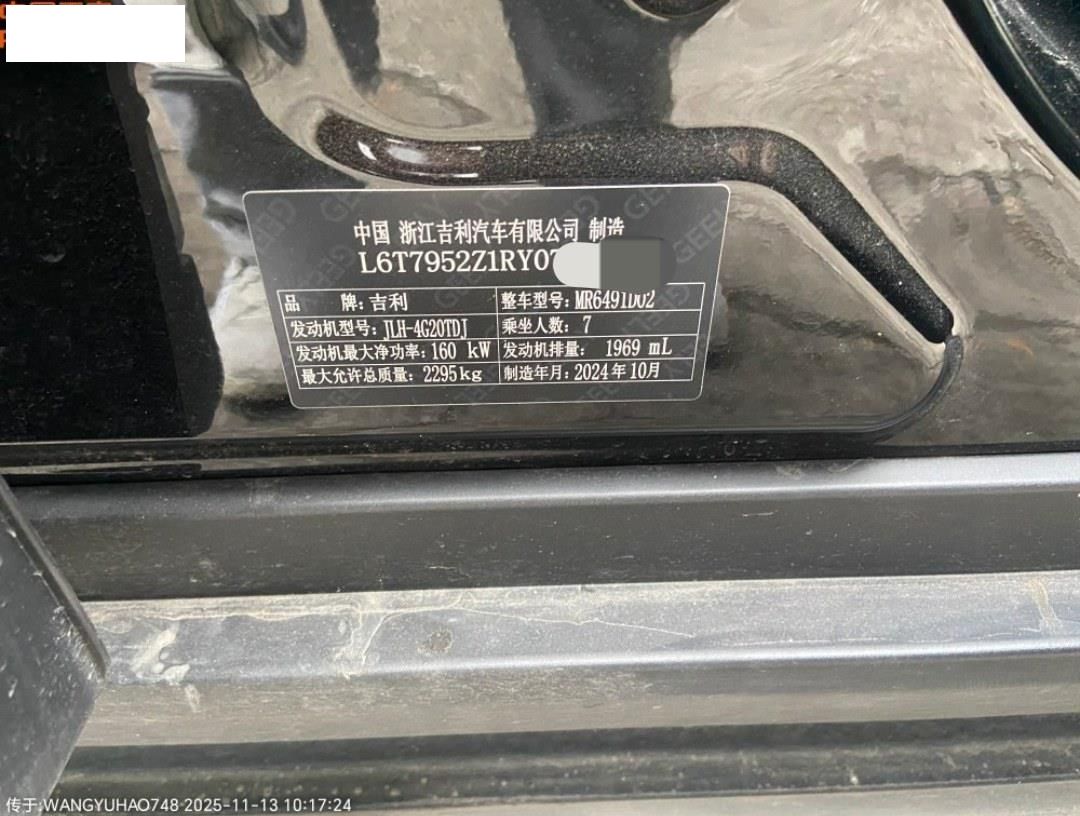 中国 浙江吉利汽车有限公司 制造
L6T7952Z1RY07
品 牌:吉利 整车型号:MR6491D02
发动机型号:JLH-4G20TDJ 乘坐人数: 7
发动机最大净功率:160 kW 发动机排量: 1969 mL
最大允许总质量: 2295kg 制造年月:2024年10月
传于:WANGYUHAO748 2025-11-13 10:17:24